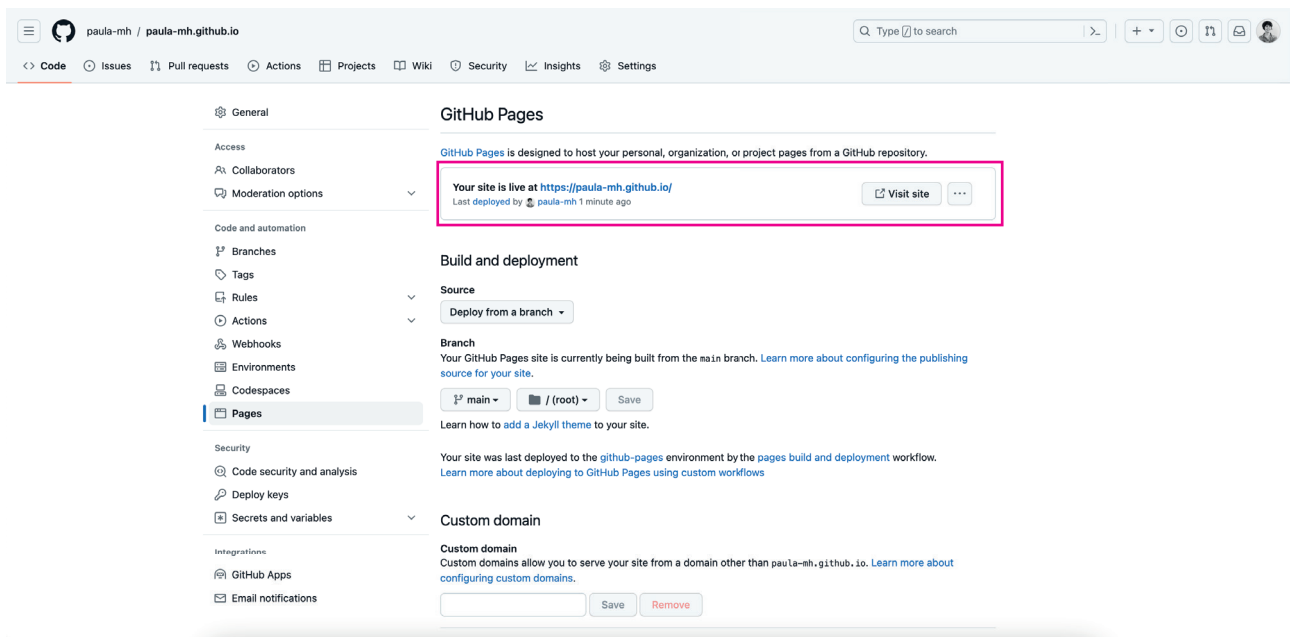 paula-mh / paula-mh.github.io
Type / to search
Code Issues Pull requests Actions Projects Wiki Security Insights Settings
General
Access
Collaborators
Moderation options
Code and automation
Branches
Tags
Rules
Actions
Webhooks
Environments
Codespaces
Pages
Security
Code security and analysis
Deploy keys
Secrets and variables
Integrations
GitHub Apps
Email notifications
GitHub Pages
GitHub Pages is designed to host your personal, organization, or project pages from a GitHub repository.
Your site is live at https://paula-mh.github.io/
Last deployed by paula-mh 1 minute ago
Visit site
Build and deployment
Source
Deploy from a branch
Branch
Your GitHub Pages site is currently being built from the main branch. Learn more about configuring the publishing
source for your site.
main / (root) Save
Learn how to add a Jekyll theme to your site.
Your site was last deployed to the github-pages environment by the pages build and deployment workflow.
Learn more about deploying to GitHub Pages using custom workflows
Custom domain
Custom domain
Custom domains allow you to serve your site from a domain other than paula-mh.github.io. Learn more about
configuring custom domains.
Save Remove